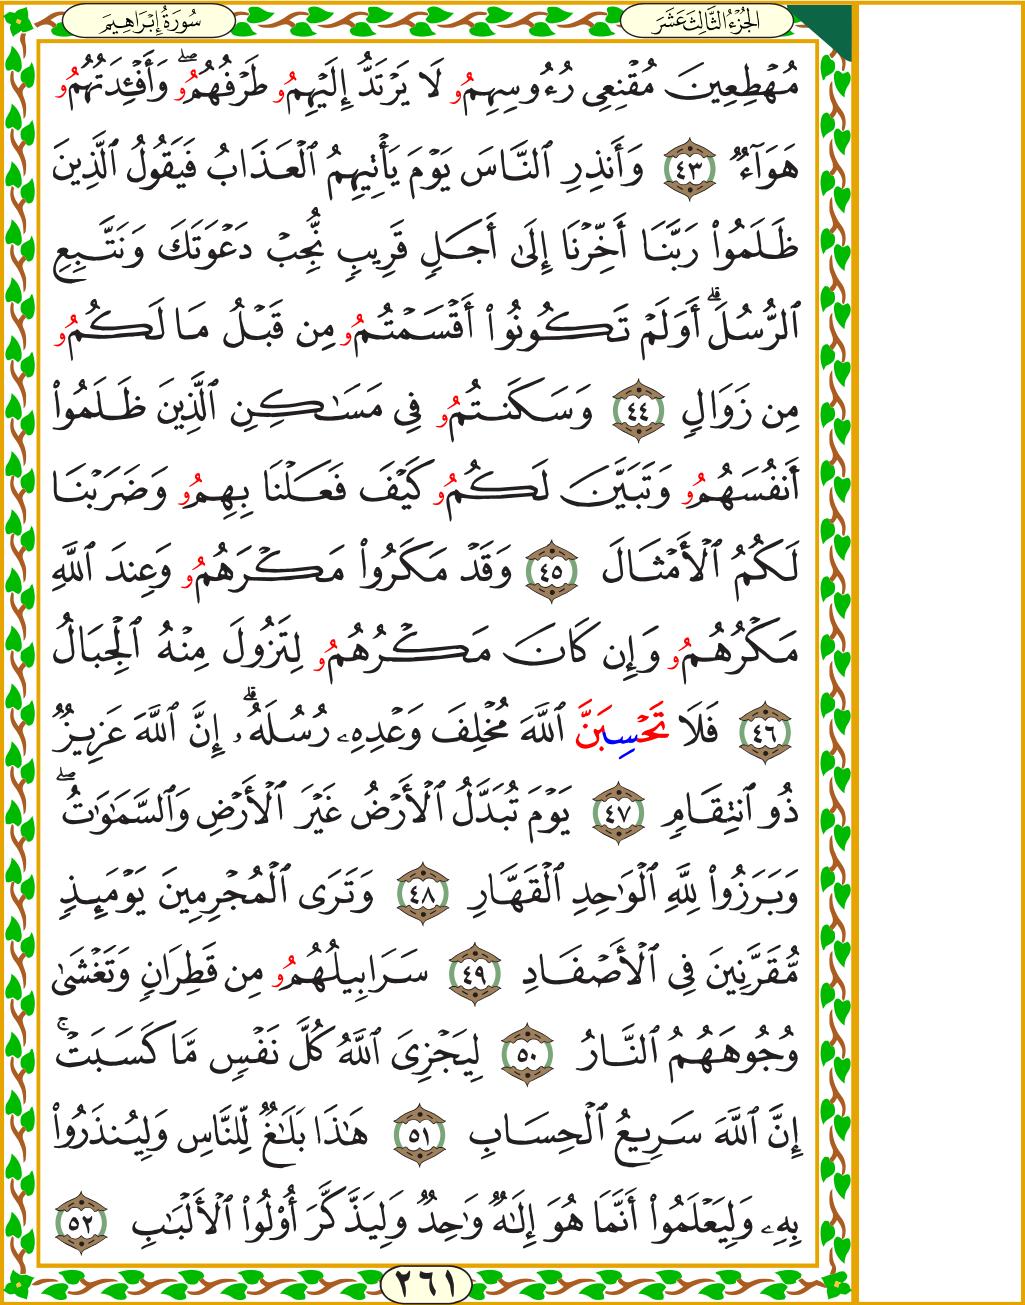 الجُزْءُ الثَّالِثَ عَشَرَ
سُورَةُ إِبْرَاهِيمَ
مُهْطِعِينَ مُقْنِعِى رُءُوسِهِمُو لَا يَرْتَدُّ إِلَيْهِمُو طَرْفُهُمُوۖ وَأَفْـِٔدَتُهُمُو
هَوَآءٌ ٤٣ وَأَنذِرِ ٱلنَّاسَ يَوْمَ يَأْتِيهِمُ ٱلْعَذَابُ فَيَقُولُ ٱلَّذِينَ
ظَلَمُوا۟ رَبَّنَا أَخِّرْنَا إِلَىٰ أَجَلٍ قَرِيبٍ نُّجِبْ دَعْوَتَكَ وَنَتَّبِعِ
ٱلرُّسُلَۗ أَوَلَمْ تَكُونُوا۟ أَقْسَمْتُمُو مِن قَبْلُ مَا لَكُمُو
مِن زَوَالٍ ٤٤ وَسَكَنتُمُو فِى مَسَـٰكِنِ ٱلَّذِينَ ظَلَمُوا۟
أَنفُسَهُمُو وَتَبَيَّنَ لَكُمُو كَيْفَ فَعَلْنَا بِهِمُو وَضَرَبْنَا
لَكُمُ ٱلْأَمْثَالَ ٤٥ وَقَدْ مَكَرُوا۟ مَكْرَهُمُو وَعِندَ ٱللَّهِ
مَكْرُهُمُو وَإِن كَانَ مَكْرُهُمُو لِتَزُولَ مِنْهُ ٱلْجِبَالُ
٤٦ فَلَا تَحْسِبَنَّ ٱللَّهَ مُخْلِفَ وَعْدِهِۦ رُسُلَهُۥۗ إِنَّ ٱللَّهَ عَزِيزٌ
ذُو ٱنتِقَامٍ ٤٧ يَوْمَ تُبَدَّلُ ٱلْأَرْضُ غَيْرَ ٱلْأَرْضِ وَٱلسَّمَـٰوَٰتُۖ
وَبَرَزُوا۟ لِلَّهِ ٱلْوَٰحِدِ ٱلْقَهَّارِ ٤٨ وَتَرَى ٱلْمُجْرِمِينَ يَوْمَئِذٍ
مُّقَرَّنِينَ فِى ٱلْأَصْفَادِ ٤٩ سَرَابِيلُهُمُو مِن قَطِرَانٍ وَتَغْشَىٰ
وُجُوهَهُمُ ٱلنَّارُ ٥٠ لِيَجْزِىَ ٱللَّهُ كُلَّ نَفْسٍ مَّا كَسَبَتْۚ
إِنَّ ٱللَّهَ سَرِيعُ ٱلْحِسَابِ ٥١ هَـٰذَا بَلَـٰغٌ لِّلنَّاسِ وَلِيُنذَرُوا۟
بِهِۦ وَلِيَعْلَمُوا۟ أَنَّمَا هُوَ إِلَـٰهٌ وَٰحِدٌ وَلِيَذَّكَّرَ أُو۟لُوا۟ ٱلْأَلْبَـٰبِ ٥٢
٢٦١